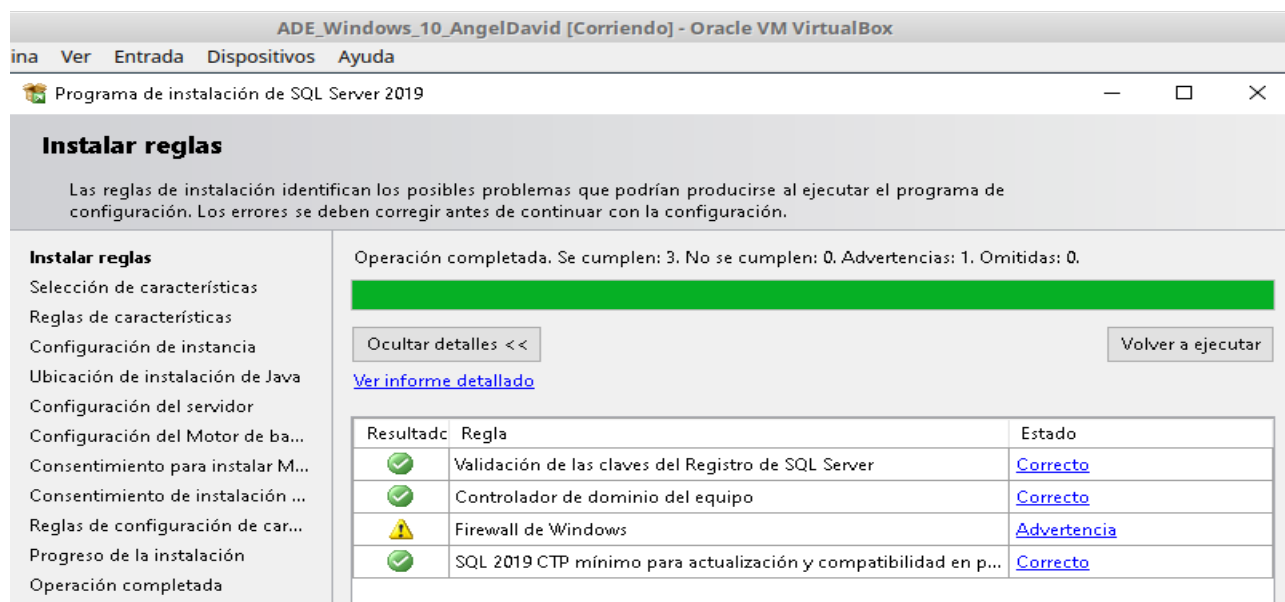 ADE_Windows_10_AngelDavid [Corriendo] - Oracle VM VirtualBox
ina Ver Entrada Dispositivos Ayuda
Programa de instalación de SQL Server 2019
Instalar reglas
Las reglas de instalación identifican los posibles problemas que podrían producirse al ejecutar el programa de
configuración. Los errores se deben corregir antes de continuar con la configuración.
Instalar reglas
Selección de características
Reglas de características
Configuración de instancia
Ubicación de instalación de Java
Configuración del servidor
Configuración del Motor de ba...
Consentimiento para instalar M...
Consentimiento de instalación ...
Reglas de configuración de car...
Progreso de la instalación
Operación completada
Operación completada. Se cumplen: 3. No se cumplen: 0. Advertencias: 1. Omitidas: 0.
Ocultar detalles << Volver a ejecutar
Ver informe detallado
Resultado Regla Estado
Validación de las claves del Registro de SQL Server Correcto
Controlador de dominio del equipo Correcto
Firewall de Windows Advertencia
SQL 2019 CTP mínimo para actualización y compatibilidad en p... Correcto